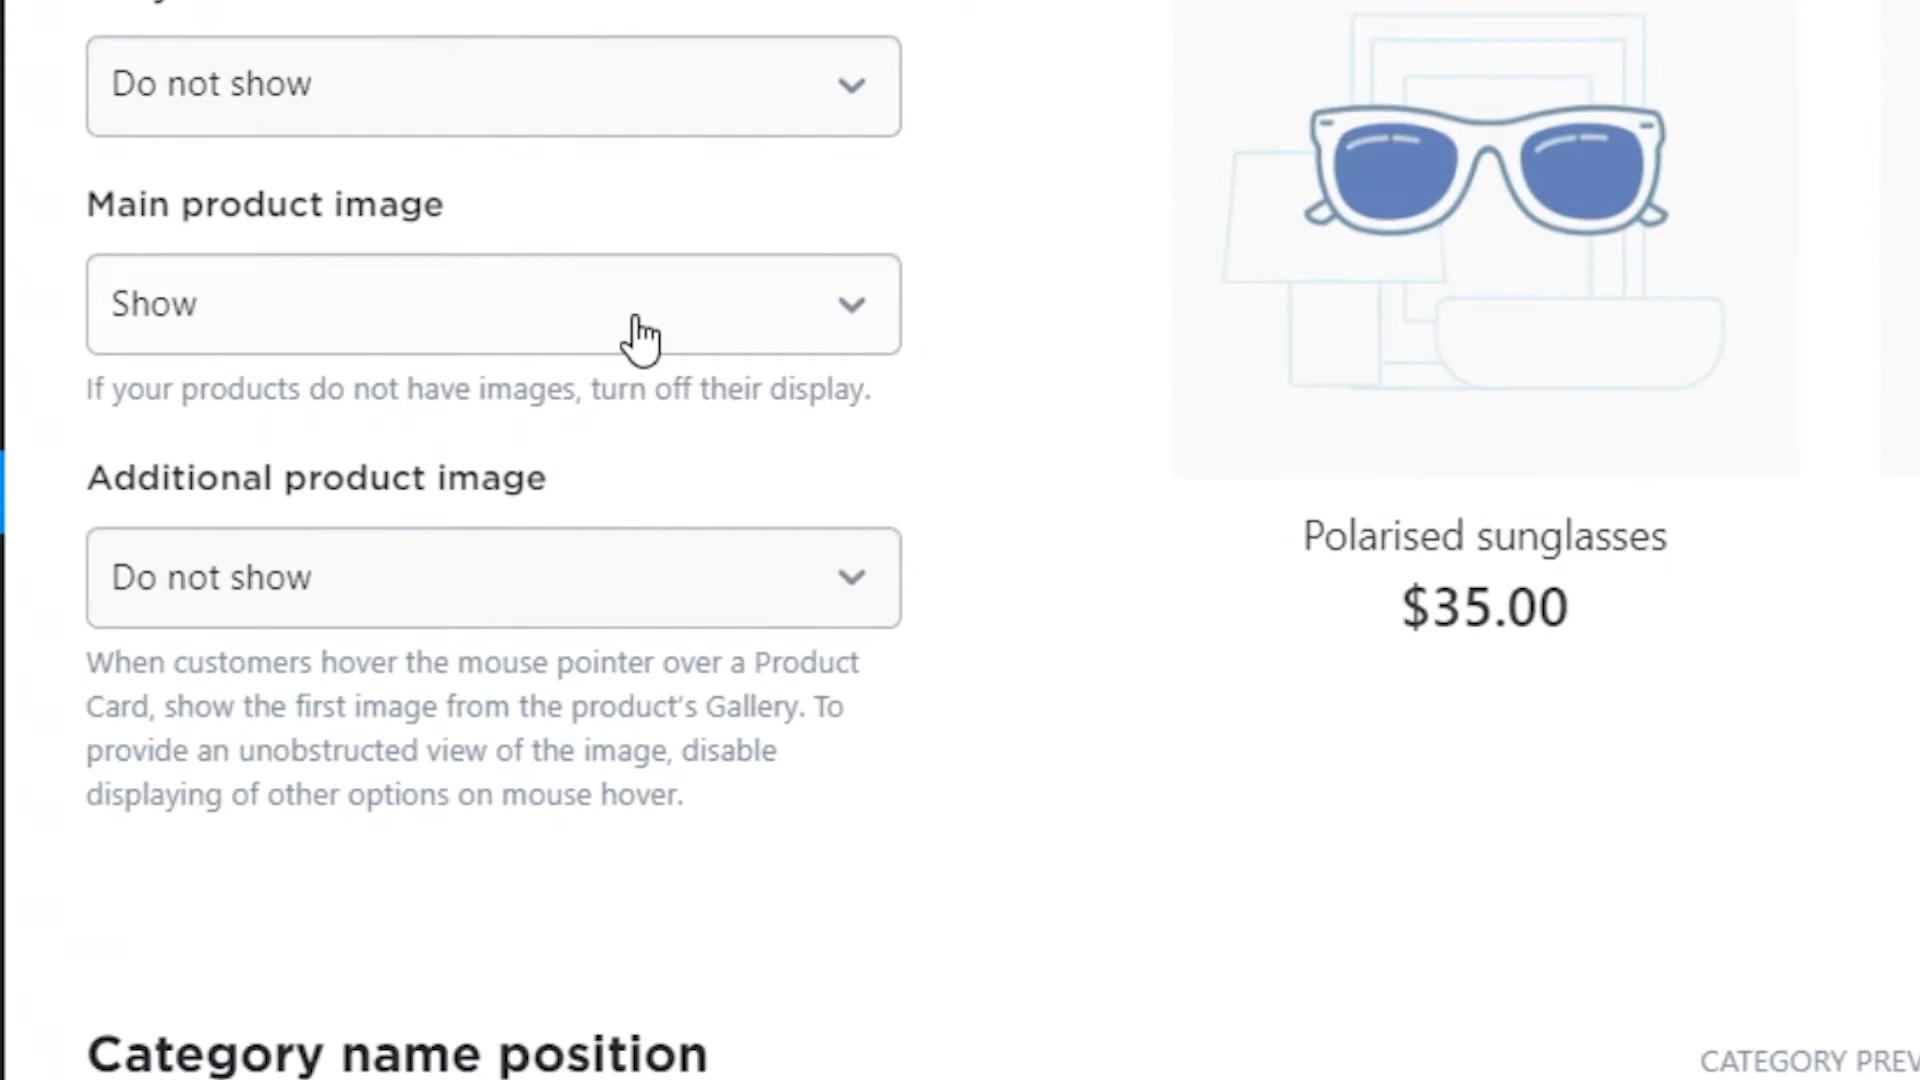 Do not show
Main product image
Show
If your products do not have images, turn off their display.
Additional product image
Do not show
When customers hover the mouse pointer over a Product
Card, show the first image from the product's Gallery. To
provide an unobstructed view of the image, disable
displaying of other options on mouse hover.
Polarised sunglasses
$35.00
Category name position
CATEGORY